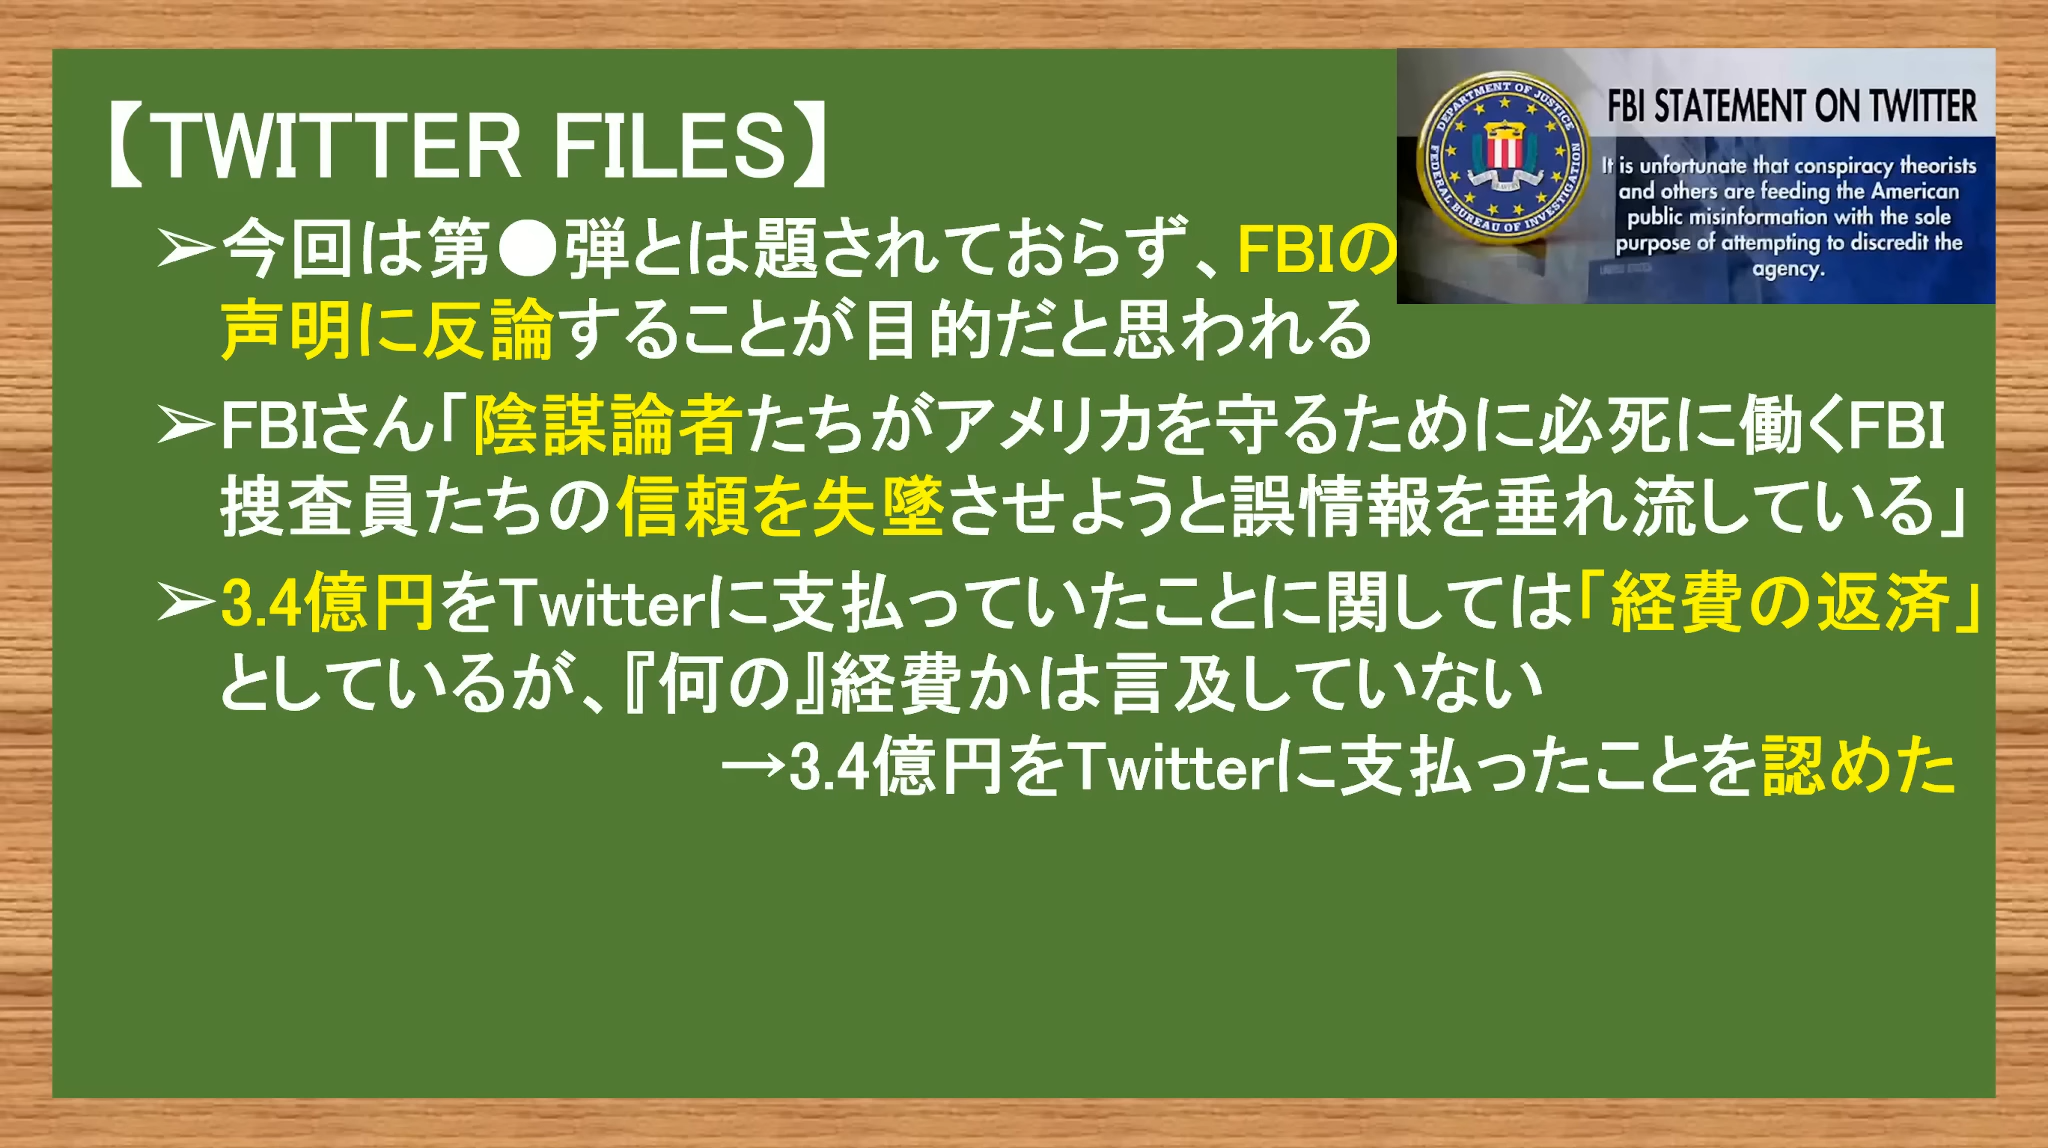 【TWITTER FILES】
➢今回は第●弾とは題されておらず、FBIの
声明に反論することが目的だと思われる
➢FBIさん「陰謀論者たちがアメリカを守るために必死に働くFBI
捜査員たちの信頼を失墜させようと誤情報を垂れ流している」
➢3.4億円をTwitterに支払っていたことに関しては「経費の返済」
としているが、『何の』経費かは言及していない
→3.4億円をTwitterに支払ったことを認めた
DEPARTMENT OF JUSTICE
FEDERAL BUREAU OF INVESTIGATION
FBI STATEMENT ON TWITTER
It is unfortunate that conspiracy theorists
and others are feeding the American
public misinformation with the sole
purpose of attempting to discredit the
agency.